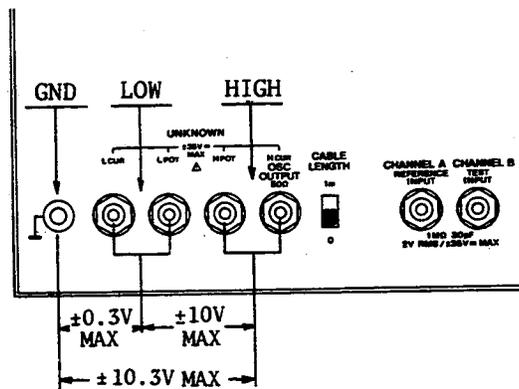 GND LOW HIGH
UNKNOWN
±35V= MAX
L CUR L POT H POT H CUR
OSC OUTPUT 50Ω
CABLE LENGTH
1m
0
CHANNEL A CHANNEL B
REFERENCE INPUT TEST INPUT
1MΩ 30pF
2V RMS/±35V= MAX
±0.3V MAX
±10V MAX
±10.3V MAX